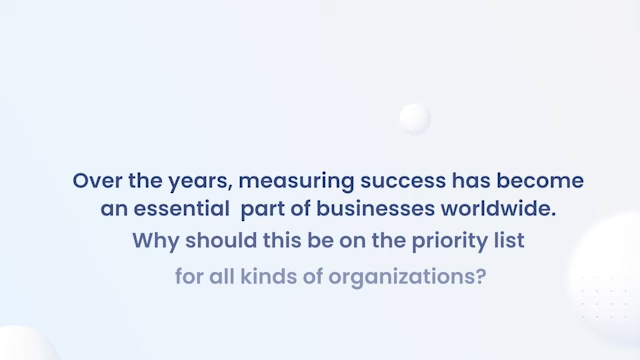 Over the years, measuring success has become
an essential  part of businesses worldwide.
Why should this be on the priority list
for all kinds of organizations?